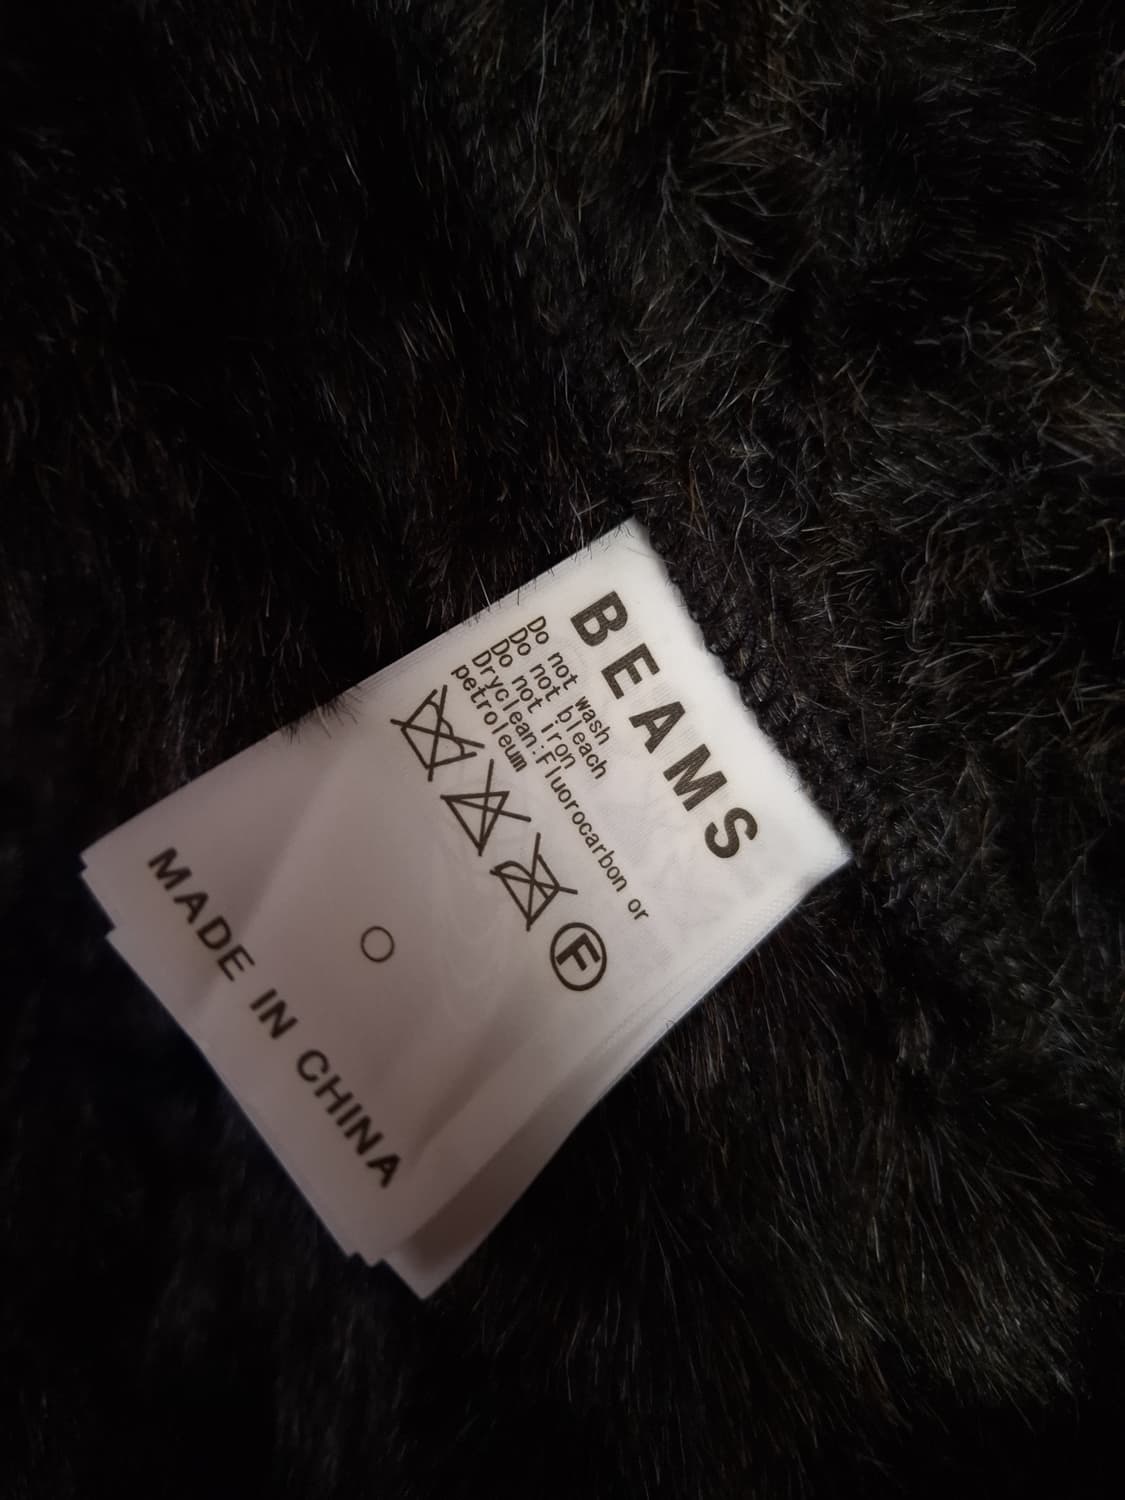 BEAMS
Do not wash
Do not bleach
Do not iron
Dryclean:Fluorocarbon or
petroleum
F
MADE IN CHINA